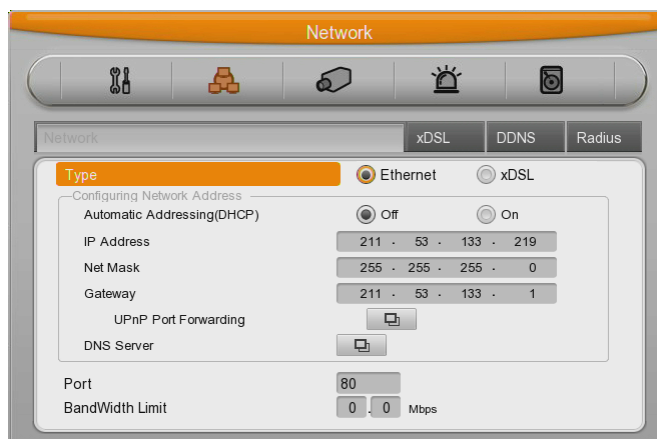 Network
Network xDSL DDNS Radius
Type Ethernet xDSL
Configuring Network Address
Automatic Addressing(DHCP) Off On
IP Address 211 . 53 . 133 . 219
Net Mask 255 . 255 . 255 . 0
Gateway 211 . 53 . 133 . 1
UPnP Port Forwarding
DNS Server
Port 80
BandWidth Limit 0 . 0 Mbps